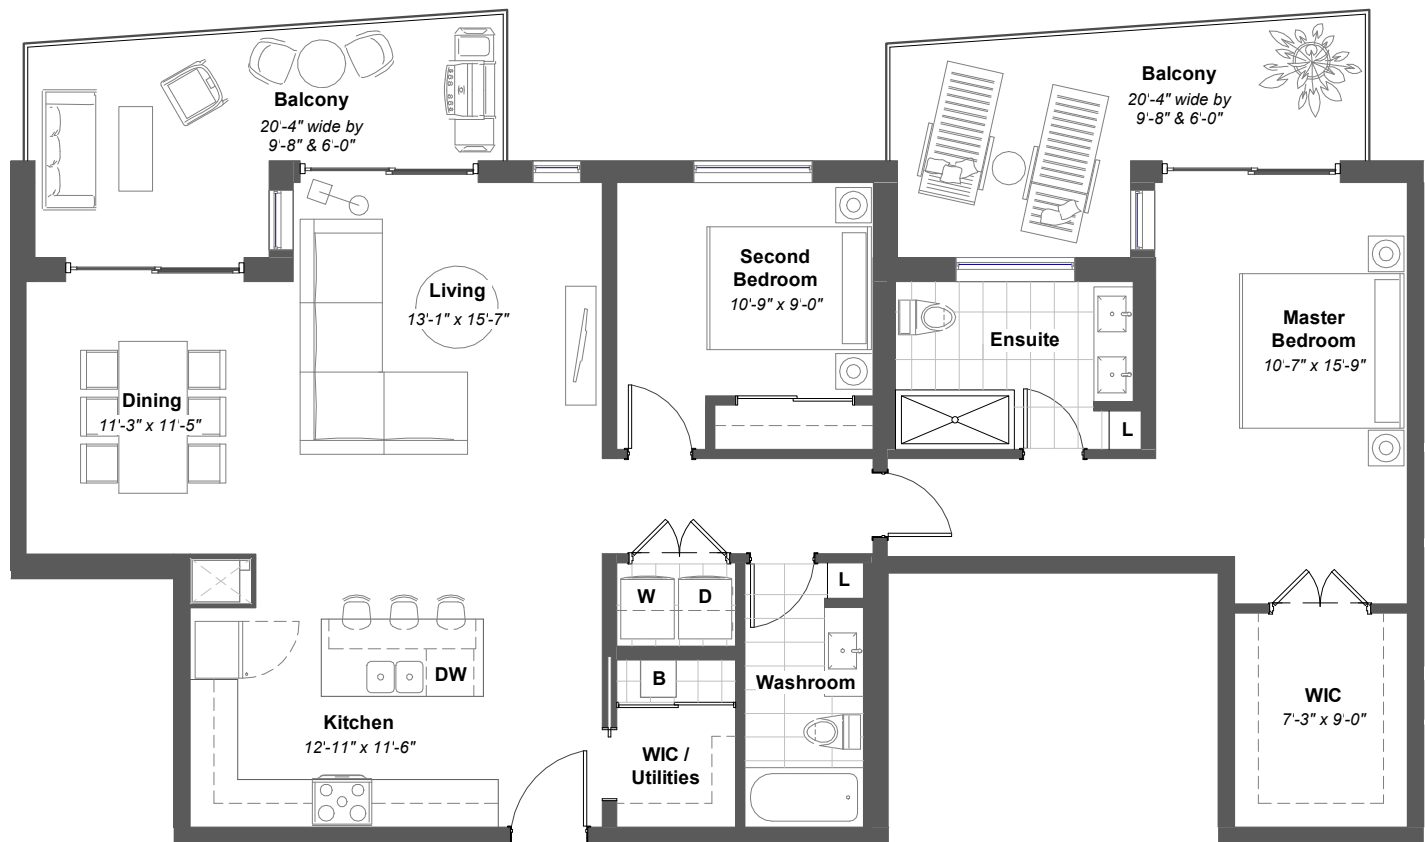 Balcony
20'-4" wide by
9'-8" & 6'-0"
Balcony
20'-4" wide by
9'-8" & 6'-0"
Living
13'-1" x 15'-7"
Second
Bedroom
10'-9" x 9'-0"
Ensuite
Master
Bedroom
10'-7" x 15'-9"
Dining
11'-3" x 11'-5"
L
W
D
L
DW
B
Washroom
Kitchen
12'-11" x 11'-6"
WIC /
Utilities
WIC
7'-3" x 9'-0"